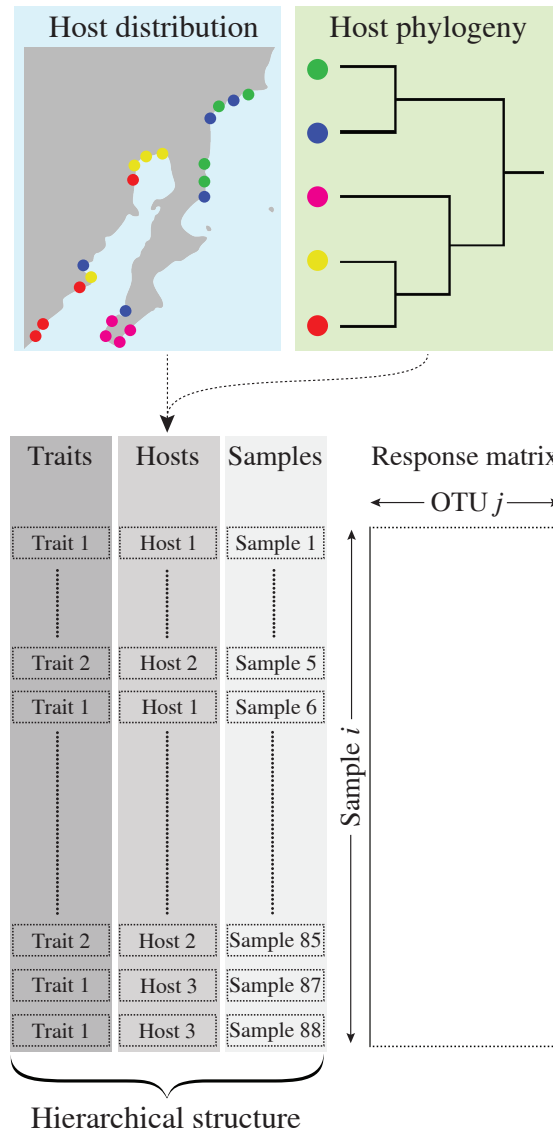 Host distribution
Host phylogeny
Traits Hosts Samples Response matrix
OTU j
Trait 1 Host 1 Sample 1
Trait 2 Host 2 Sample 5
Trait 1 Host 1 Sample 6
Sample i
Trait 2 Host 2 Sample 85
Trait 1 Host 3 Sample 87
Trait 1 Host 3 Sample 88
Hierarchical structure